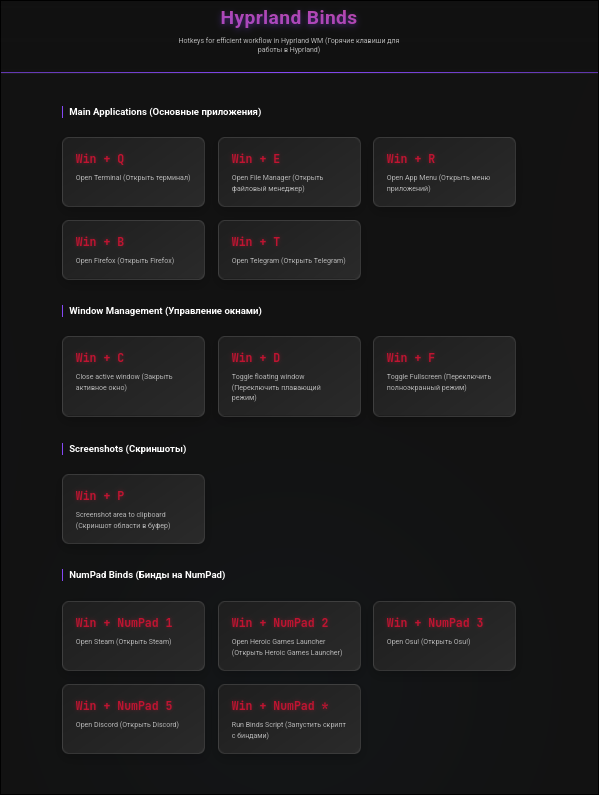 Hyprland Binds
Hotkeys for efficient workflow in Hyprland WM (Горячие клавиши для
работы в Hyprland)
Main Applications (Основные приложения)
Win + Q
Open Terminal (Открыть терминал)
Win + E
Open File Manager (Открыть
файловый менеджер)
Win + R
Open App Menu (Открыть меню
приложений)
Win + B
Open Firefox (Открыть Firefox)
Win + T
Open Telegram (Открыть Telegram)
Window Management (Управление окнами)
Win + C
Close active window (Закрыть
активное окно)
Win + D
Toggle floating window
(Переключить плавающий
режим)
Win + F
Toggle Fullscreen (Переключить
полноэкранный режим)
Screenshots (Скриншоты)
Win + P
Screenshot area to clipboard
(Скриншот области в буфер)
NumPad Binds (Бинды на NumPad)
Win + NumPad 1
Open Steam (Открыть Steam)
Win + NumPad 2
Open Heroic Games Launcher
(Открыть Heroic Games Launcher)
Win + NumPad 3
Open Osu! (Открыть Osu!)
Win + NumPad 5
Open Discord (Открыть Discord)
Win + NumPad *
Run Binds Script (Запустить скрипт
с биндами)